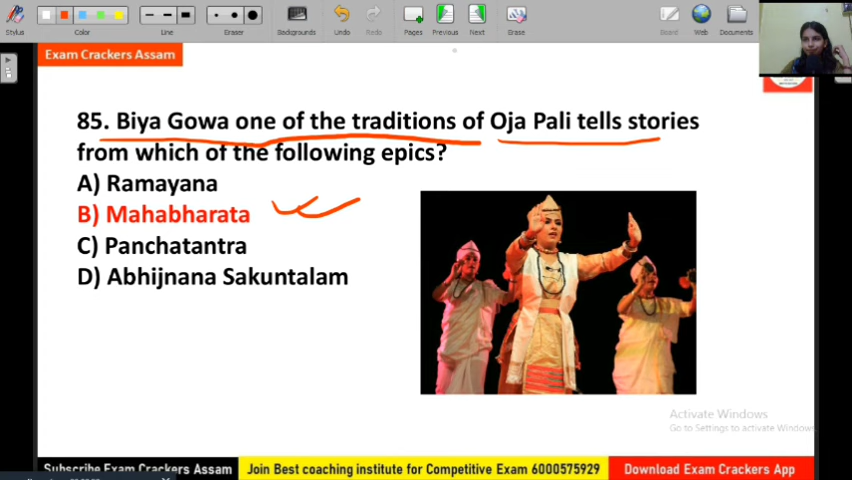 Stylus
Color
Line
Eraser
Backgrounds
Undo
Redo
Pages
Previous
Next
Erase
Board
Web
Documents
Exam Crackers Assam
85. Biya Gowa one of the traditions of Oja Pali tells stories
from which of the following epics?
A) Ramayana
B) Mahabharata
C) Panchatantra
D) Abhijnana Sakuntalam
Activate Windows
Go to Settings to activate Windows
Subscribe Exam Crackers Assam
Join Best coaching institute for Competitive Exam 6000575929
Download Exam Crackers App